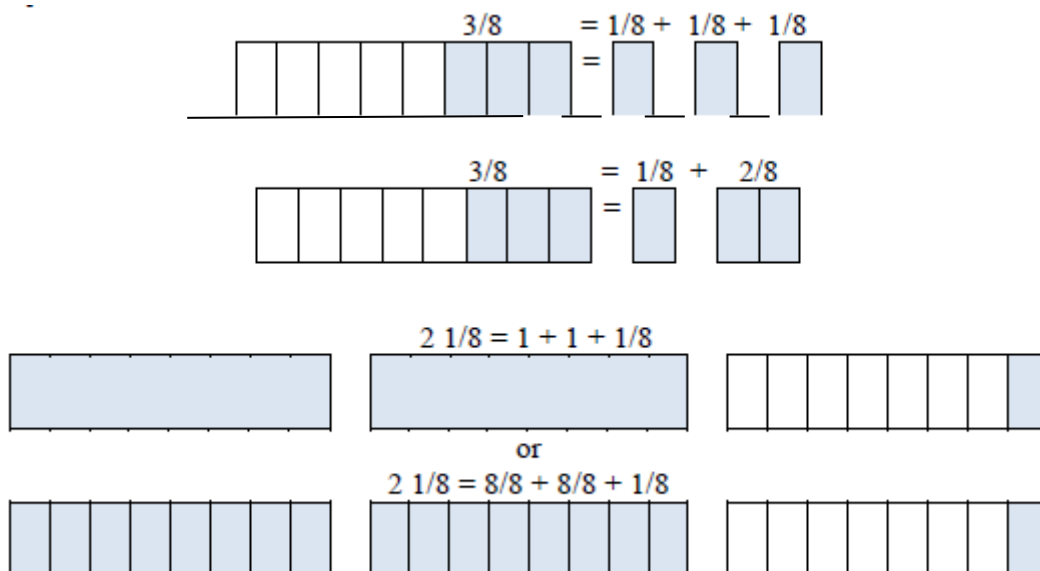 3/8 = 1/8 + 1/8 + 1/8
=
3/8 = 1/8 + 2/8
=
2 1/8 = 1 + 1 + 1/8
or
2 1/8 = 8/8 + 8/8 + 1/8